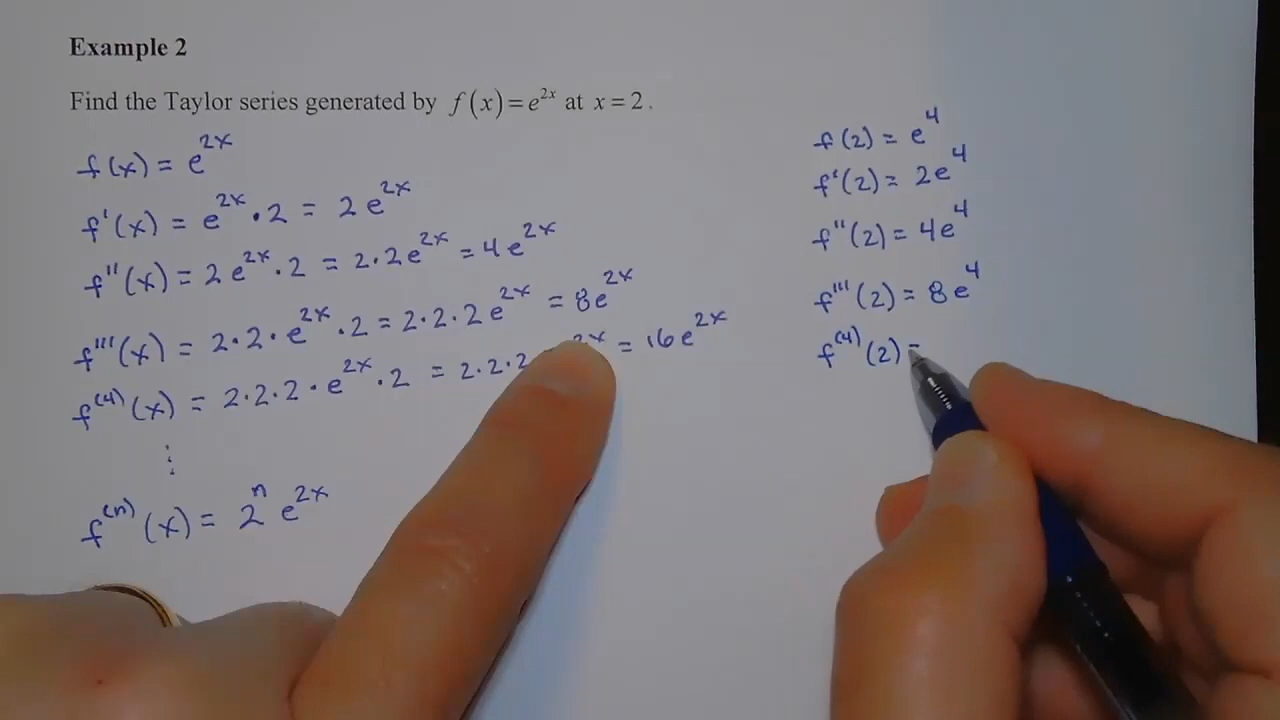 Example 2
Find the Taylor series generated by f(x) = e^{2x} at x = 2.
f(x) = e^{2x}
f'(x) = e^{2x} · 2 = 2e^{2x}
f''(x) = 2e^{2x} · 2 = 2·2e^{2x} = 4e^{2x}
f'''(x) = 2·2·e^{2x} · 2 = 2·2·2e^{2x} = 8e^{2x}
f^{(4)}(x) = 2·2·2·e^{2x} · 2 = 2·2·2 2x = 16e^{2x}
⋮
f^{(n)}(x) = 2^n e^{2x}
f(2) = e^4
f'(2) = 2e^4
f''(2) = 4e^4
f'''(2) = 8e^4
f^{(4)}(2) =